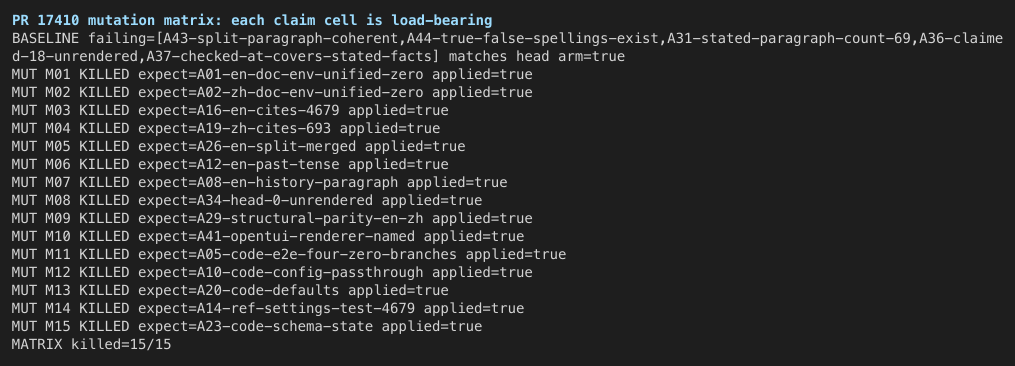 PR 17410 mutation matrix: each claim cell is load-bearing
BASELINE failing=[A43-split-paragraph-coherent,A44-true-false-spellings-exist,A31-stated-paragraph-count-69,A36-claime
d-18-unrendered,A37-checked-at-covers-stated-facts] matches head arm=true
MUT M01 KILLED expect=A01-en-doc-env-unified-zero applied=true
MUT M02 KILLED expect=A02-zh-doc-env-unified-zero applied=true
MUT M03 KILLED expect=A16-en-cites-4679 applied=true
MUT M04 KILLED expect=A19-zh-cites-693 applied=true
MUT M05 KILLED expect=A26-en-split-merged applied=true
MUT M06 KILLED expect=A12-en-past-tense applied=true
MUT M07 KILLED expect=A08-en-history-paragraph applied=true
MUT M08 KILLED expect=A34-head-0-unrendered applied=true
MUT M09 KILLED expect=A29-structural-parity-en-zh applied=true
MUT M10 KILLED expect=A41-opentui-renderer-named applied=true
MUT M11 KILLED expect=A05-code-e2e-four-zero-branches applied=true
MUT M12 KILLED expect=A10-code-config-passthrough applied=true
MUT M13 KILLED expect=A20-code-defaults applied=true
MUT M14 KILLED expect=A14-ref-settings-test-4679 applied=true
MUT M15 KILLED expect=A23-code-schema-state applied=true
MATRIX killed=15/15